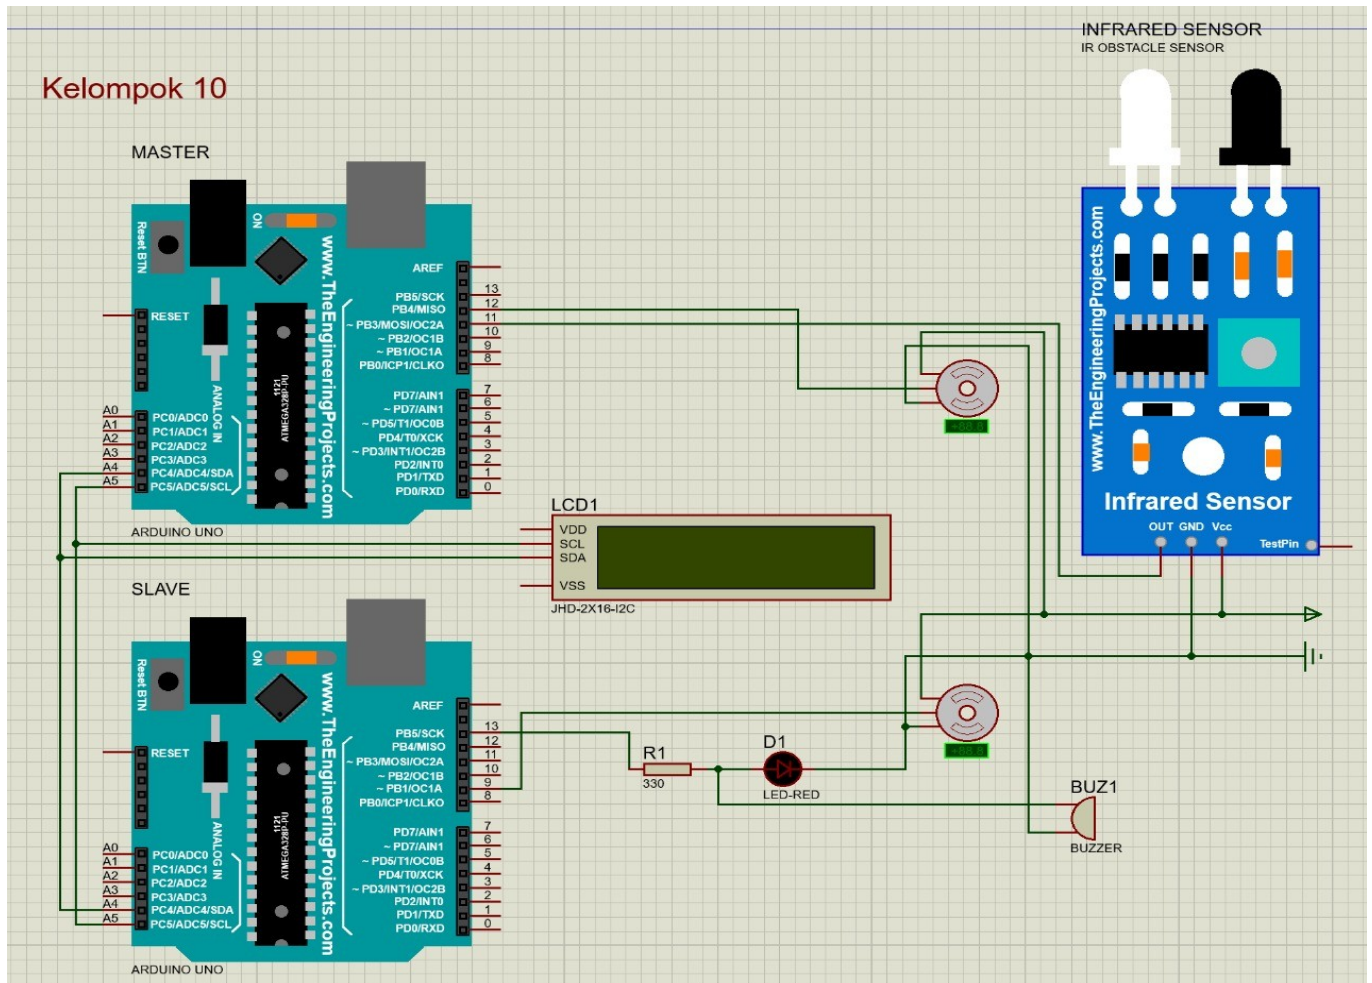 INFRARED SENSOR
IR OBSTACLE SENSOR
Kelompok 10
MASTER
Reset BTN
ON
www.TheEngineeringProjects.com
AREF
PB5/SCK 13
PB4/MISO 12
~ PB3/MOSI/OC2A 11
~ PB2/OC1B 10
~ PB1/OC1A 9
PB0/ICP1/CLKO 8
PD7/AIN1 7
~ PD7/AIN1 6
~ PD5/T1/OC0B 5
PD4/T0/XCK 4
~ PD3/INT1/OC2B 3
PD2/INT0 2
PD1/TXD 1
PD0/RXD 0
RESET
ANALOG IN
1121
ATMEGA328P-PU
A0 PC0/ADC0
A1 PC1/ADC1
A2 PC2/ADC2
A3 PC3/ADC3
A4 PC4/ADC4/SDA
A5 PC5/ADC5/SCL
ARDUINO UNO
+88.8
www.TheEngineeringProjects.com
Infrared Sensor
OUT GND Vcc
TestPin
LCD1
VDD
SCL
SDA
VSS
JHD-2X16-I2C
SLAVE
Reset BTN
ON
www.TheEngineeringProjects.com
AREF
PB5/SCK 13
PB4/MISO 12
~ PB3/MOSI/OC2A 11
~ PB2/OC1B 10
~ PB1/OC1A 9
PB0/ICP1/CLKO 8
PD7/AIN1 7
~ PD7/AIN1 6
~ PD5/T1/OC0B 5
PD4/T0/XCK 4
~ PD3/INT1/OC2B 3
PD2/INT0 2
PD1/TXD 1
PD0/RXD 0
RESET
ANALOG IN
1121
ATMEGA328P-PU
A0 PC0/ADC0
A1 PC1/ADC1
A2 PC2/ADC2
A3 PC3/ADC3
A4 PC4/ADC4/SDA
A5 PC5/ADC5/SCL
ARDUINO UNO
+88.8
R1
330
D1
LED-RED
BUZ1
BUZZER